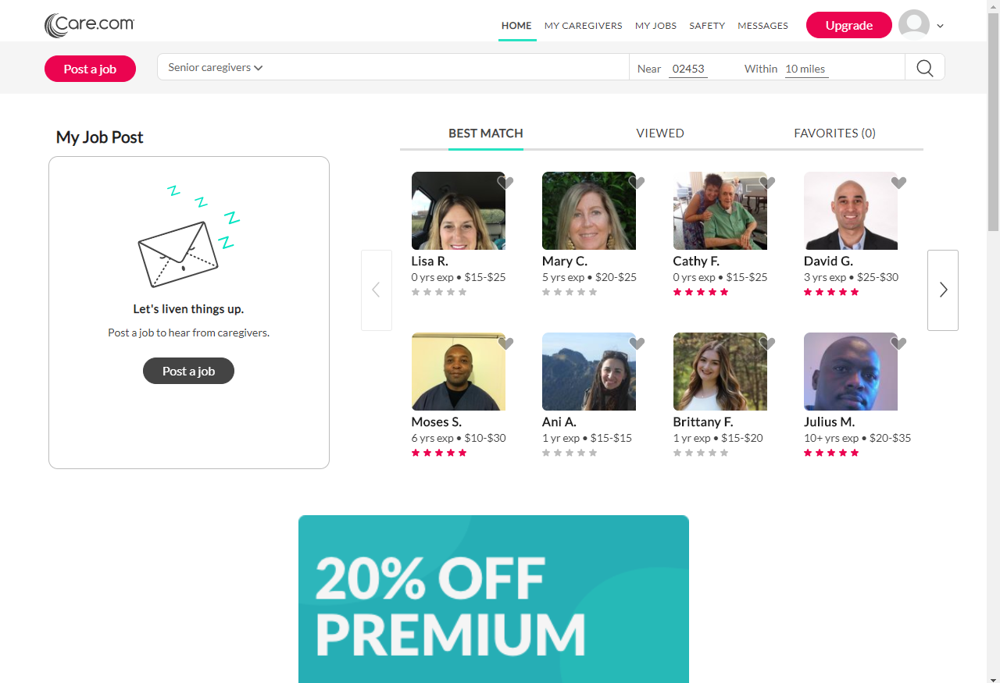 Care.com
HOME MY CAREGIVERS MY JOBS SAFETY MESSAGES Upgrade
Post a job Senior caregivers Near 02453 Within 10 miles
My Job Post
BEST MATCH VIEWED FAVORITES (0)
z z z z
Let's liven things up.
Post a job to hear from caregivers.
Post a job
Lisa R. Mary C. Cathy F. David G.
0 yrs exp • $15-$25 5 yrs exp • $20-$25 0 yrs exp • $15-$25 3 yrs exp • $25-$30
Moses S. Ani A. Brittany F. Julius M.
6 yrs exp • $10-$30 1 yr exp • $15-$15 1 yr exp • $15-$20 10+ yrs exp • $20-$35
20% OFF
PREMIUM